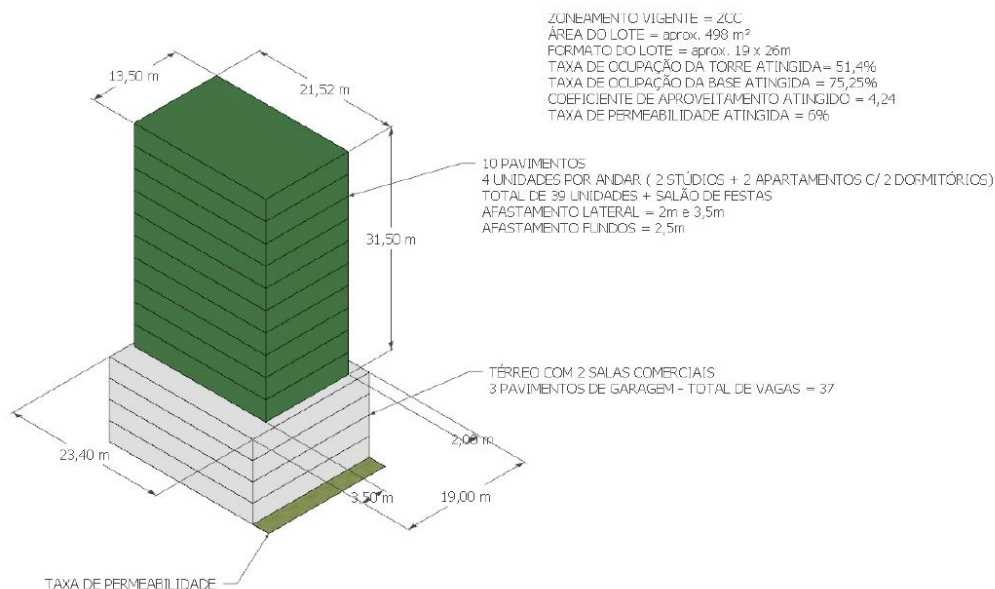 ZONEAMENTO VIGENTE = ZCC
ÁREA DO LOTE = aprox. 498 m²
FORMATO DO LOTE = aprox. 19 x 26m
TAXA DE OCUPAÇÃO DA TORRE ATINGIDA= 51,4%
TAXA DE OCUPAÇÃO DA BASE ATINGIDA = 75,25%
COEFICIENTE DE APROVEITAMENTO ATINGIDO = 4,24
TAXA DE PERMEABILIDADE ATINGIDA = 6%
13,50 m
21,52 m
10 PAVIMENTOS
4 UNIDADES POR ANDAR ( 2 STÚDIOS + 2 APARTAMENTOS C/ 2 DORMITÓRIOS)
TOTAL DE 39 UNIDADES + SALÃO DE FESTAS
AFASTAMENTO LATERAL = 2m e 3,5m
AFASTAMENTO FUNDOS = 2,5m
31,50 m
TÉRREO COM 2 SALAS COMERCIAIS
3 PAVIMENTOS DE GARAGEM - TOTAL DE VAGAS = 37
2,00 m
23,40 m
3,50 m
19,00 m
TAXA DE PERMEABILIDADE